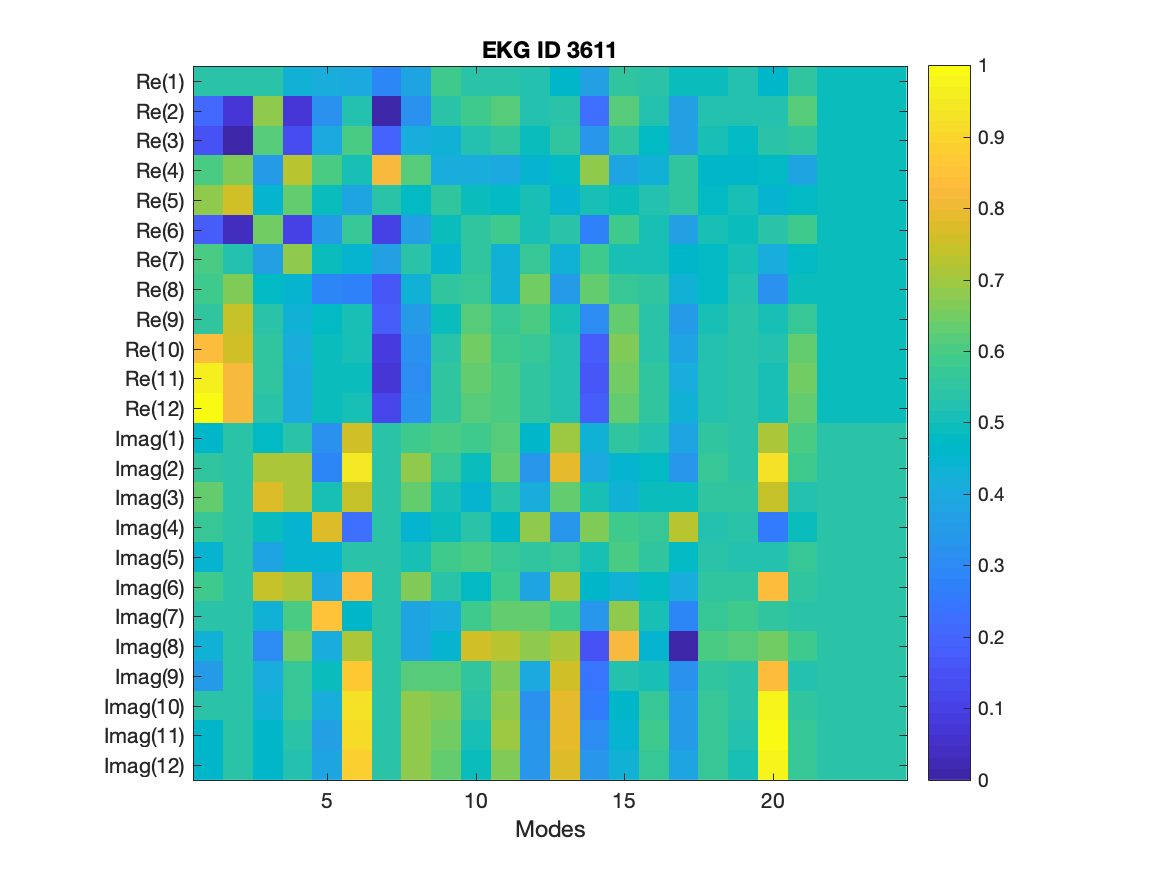 EKG ID 3611
Re(1)
Re(2)
Re(3)
Re(4)
Re(5)
Re(6)
Re(7)
Re(8)
Re(9)
Re(10)
Re(11)
Re(12)
Imag(1)
Imag(2)
Imag(3)
Imag(4)
Imag(5)
Imag(6)
Imag(7)
Imag(8)
Imag(9)
Imag(10)
Imag(11)
Imag(12)
5 10 15 20
Modes
1
0.9
0.8
0.7
0.6
0.5
0.4
0.3
0.2
0.1
0